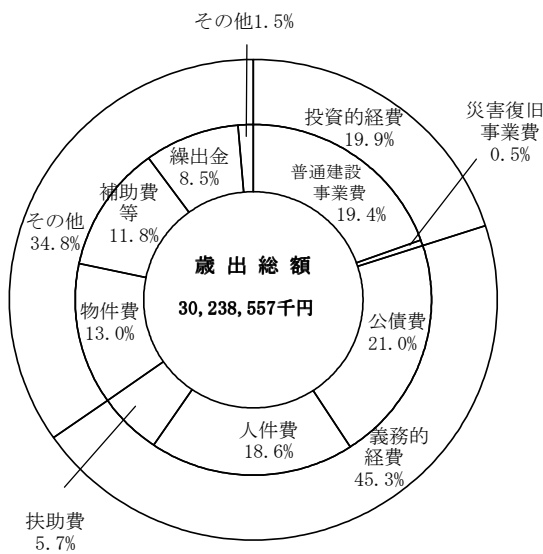 その他1.5%
投資的経費
19.9%
災害復旧
事業費
0.5%
繰出金
8.5%
普通建設
事業費
19.4%
補助費
等
11.8%
その他
34.8%
歳出総額
30,238,557千円
物件費
13.0%
公債費
21.0%
人件費
18.6%
義務的
経費
45.3%
扶助費
5.7%